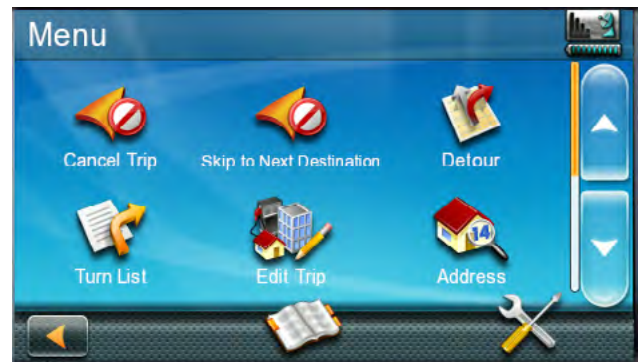 Menu
Cancel Trip
Skip to Next Destination
Detour
Turn List
Edit Trip
14
Address